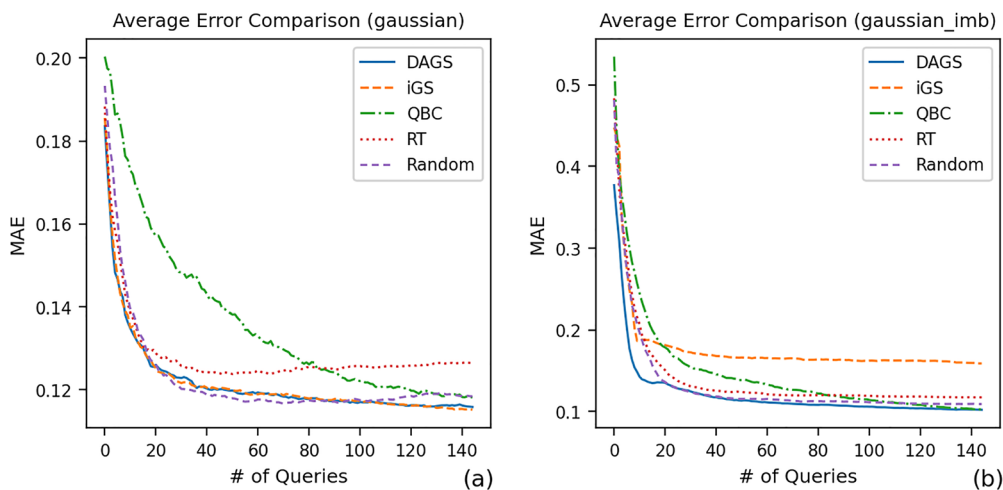 Average Error Comparison (gaussian)
MAE
0.20
0.18
0.16
0.14
0.12
DAGS
iGS
QBC
RT
Random
0 20 40 60 80 100 120 140
# of Queries
(a)
Average Error Comparison (gaussian_imb)
MAE
0.5
0.4
0.3
0.2
0.1
DAGS
iGS
QBC
RT
Random
0 20 40 60 80 100 120 140
# of Queries
(b)